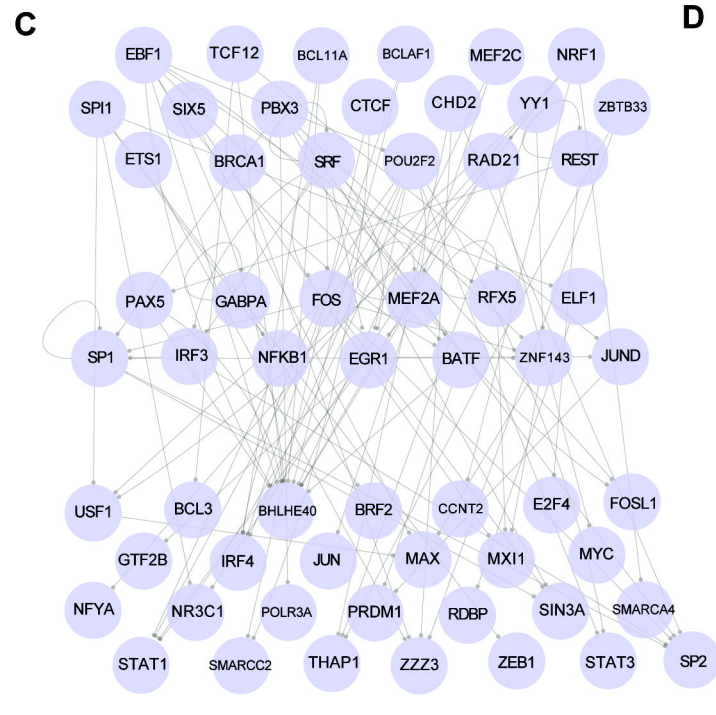 C D
EBF1 TCF12 BCL11A BCLAF1 MEF2C NRF1
SPI1 SIX5 PBX3 CTCF CHD2 YY1 ZBTB33
ETS1 BRCA1 SRF POU2F2 RAD21 REST
PAX5 GABPA FOS MEF2A RFX5 ELF1
SP1 IRF3 NFKB1 EGR1 BATF ZNF143 JUND
USF1 BCL3 BHLHE40 BRF2 CCNT2 E2F4 FOSL1
GTF2B IRF4 JUN MAX MXI1 MYC
NFYA NR3C1 POLR3A PRDM1 RDBP SIN3A SMARCA4
STAT1 SMARCC2 THAP1 ZZZ3 ZEB1 STAT3 SP2